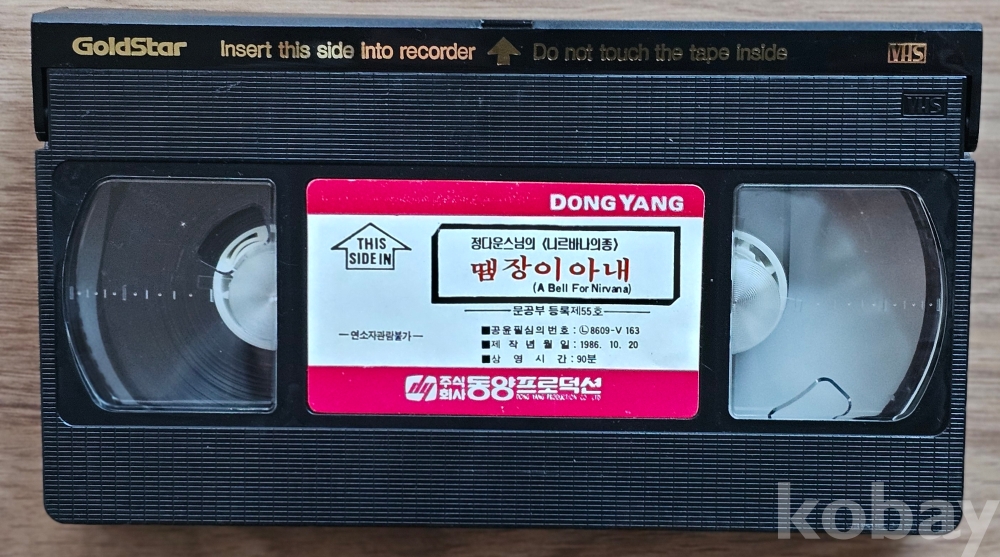 GoldStar Insert this side into recorder Do not touch the tape inside VHS
VHS
DONG YANG
THIS
SIDE IN
정다운스님의 〈니르바나의종〉
땜장이아내
(A Bell For Nirvana)
문공부 등록제55호
연소자관람불가
■공윤필심의번호 : ㉡8609-V 163
■제작년월일 : 1986. 10. 20
■상영시간 : 90분
dy 주식회사 동양프로덕션
DONG YANG PRODUCTION CO. LTD
kobay